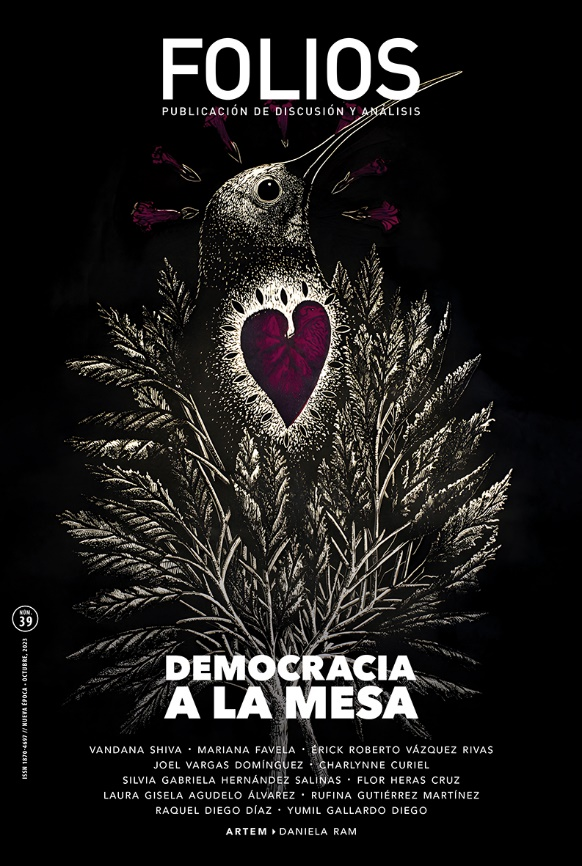 FOLIOS
PUBLICACIÓN DE DISCUSIÓN Y ANÁLISIS
NÚM.
39
ISSN 1870-4697 // NUEVA ÉPOCA • OCTUBRE, 2023
DEMOCRACIA
A LA MESA
VANDANA SHIVA • MARIANA FAVELA • ÉRICK ROBERTO VÁZQUEZ RIVAS
JOEL VARGAS DOMÍNGUEZ • CHARLYNNE CURIEL
SILVIA GABRIELA HERNÁNDEZ SALINAS • FLOR HERAS CRUZ
LAURA GISELA AGUDELO ÁLVAREZ • RUFINA GUTIÉRREZ MARTÍNEZ
RAQUEL DIEGO DÍAZ • YUMIL GALLARDO DIEGO
ARTEM ▸ DANIELA RAM